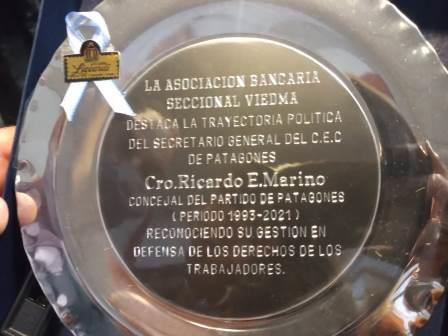 LA ASOCIACION BANCARIA
SECCIONAL VIEDMA
DESTACA LA TRAYECTORIA POLITICA
DEL SECRETARIO GENERAL DEL C.E.C
DE PATAGONES
Cro.Ricardo E.Marino
CONCEJAL DEL PARTIDO DE PATAGONES
( PERIODO 1993-2021 )
RECONOCIENDO SU GESTION EN
DEFENSA DE LOS DERECHOS DE LOS
TRABAJADORES.